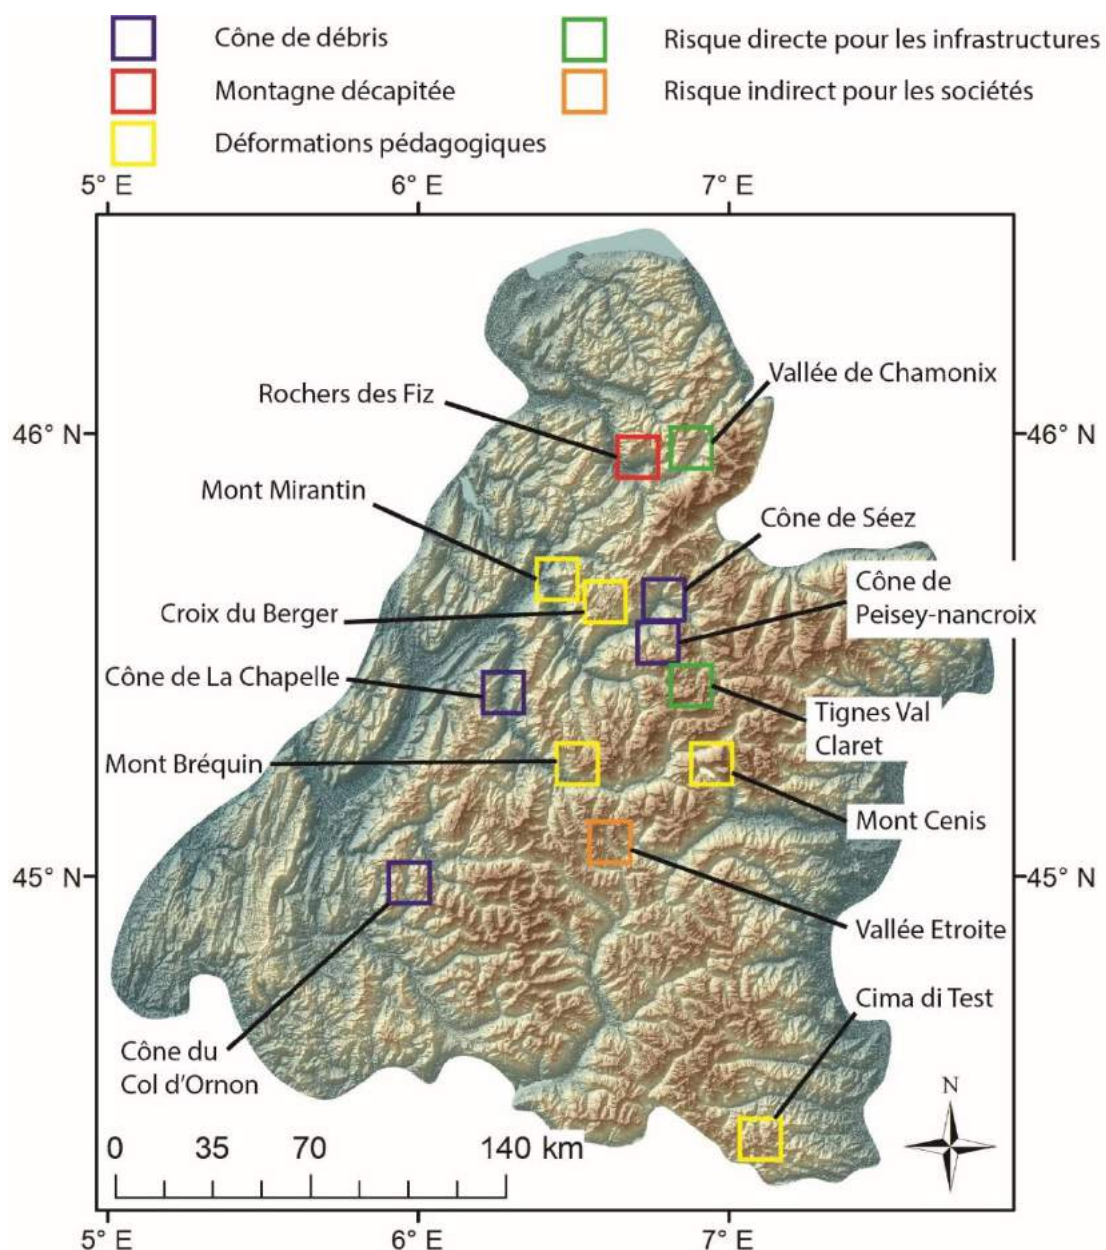 Cône de débris
Risque directe pour les infrastructures
Montagne décapitée
Risque indirect pour les sociétés
Déformations pédagogiques
5° E
6° E
7° E
Vallée de Chamonix
Rochers des Fiz
46° N
46° N
Mont Mirantin
Cône de Séez
Cône de
Peisey-nancroix
Croix du Berger
Cône de La Chapelle
Tignes Val
Claret
Mont Bréquin
Mont Cenis
45° N
45° N
Vallée Etroite
Cima di Test
Cône du
Col d'Ornon
N
0 35 70 140 km
5° E
6° E
7° E